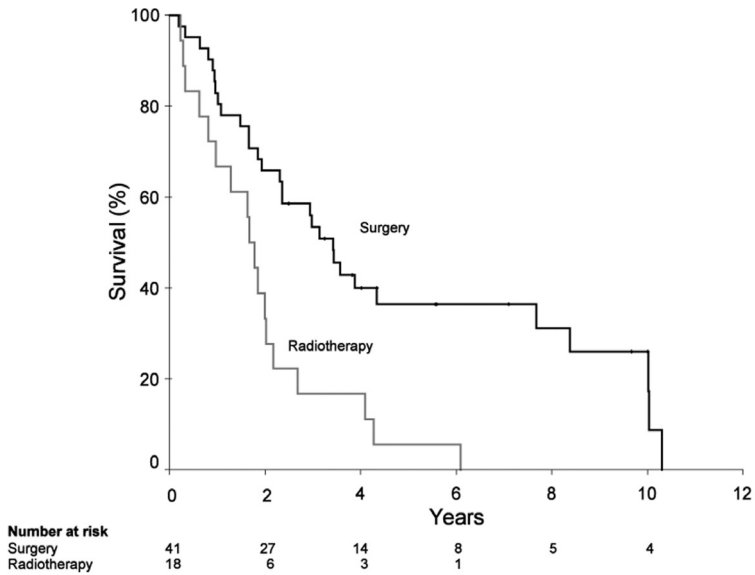 100
80
60
40
20
0
Survival (%)
Surgery
Radiotherapy
0 2 4 6 8 10 12
Years
Number at risk
Surgery 41 27 14 8 5 4
Radiotherapy 18 6 3 1